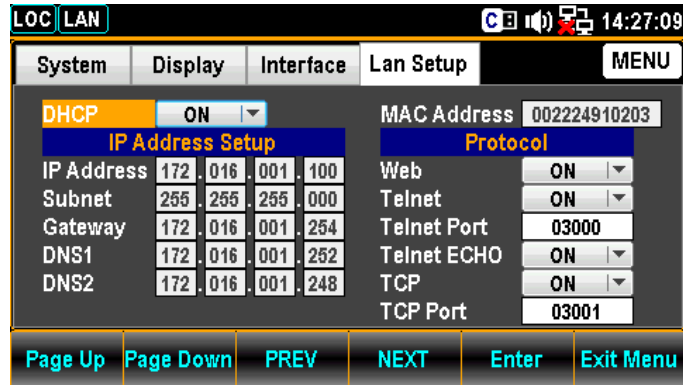 LOC LAN C 14:27:09
System Display Interface Lan Setup MENU
DHCP ON MAC Address 002224910203
IP Address Setup Protocol
IP Address 172 . 016 . 001 . 100 Web ON
Subnet 255 . 255 . 255 . 000 Telnet ON
Gateway 172 . 016 . 001 . 254 Telnet Port 03000
DNS1 172 . 016 . 001 . 252 Telnet ECHO ON
DNS2 172 . 016 . 001 . 248 TCP ON
TCP Port 03001
Page Up Page Down PREV NEXT Enter Exit Menu